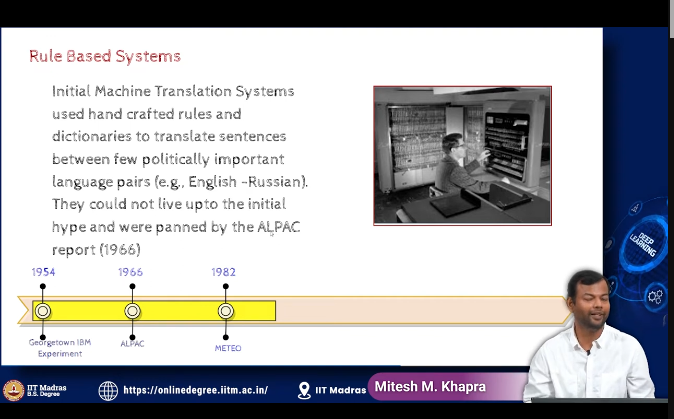 Rule Based Systems
Initial Machine Translation Systems
used hand crafted rules and
dictionaries to translate sentences
between few politically important
language pairs (e.g., English -Russian).
They could not live upto the initial
hype and were panned by the ALPAC
report (1966)
1954 1966 1982
Georgetown IBM
Experiment
ALPAC
METEO
DEEP
LEARNING
IIT Madras
B.S. Degree
https://onlinedegree.iitm.ac.in/
IIT Madras
Mitesh M. Khapra